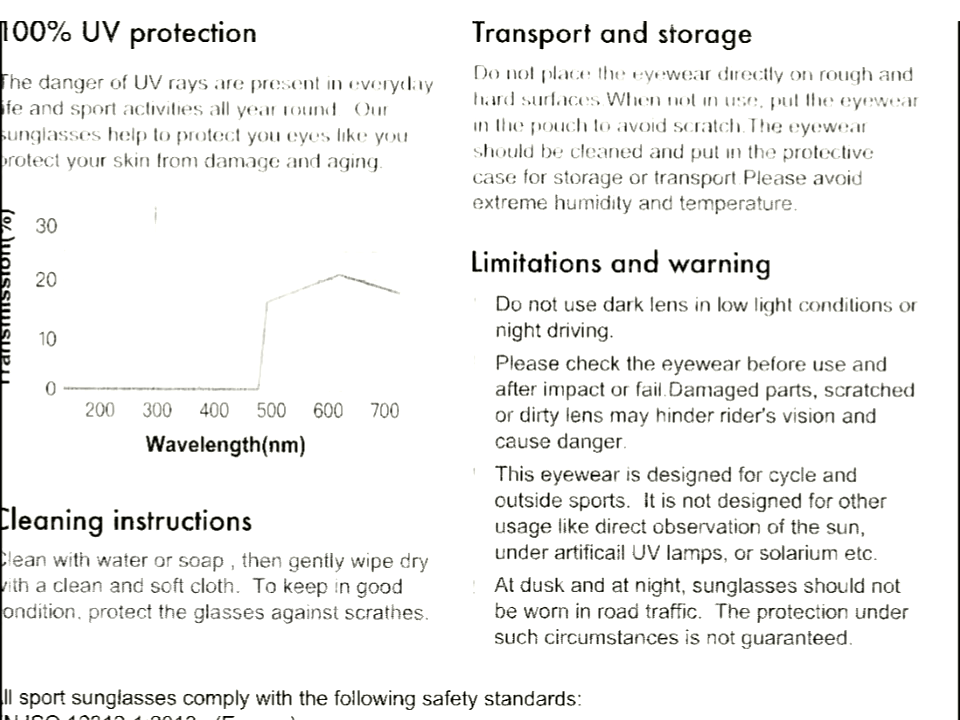 100% UV protection
The danger of UV rays are present in everyday
ife and sport activities all year round. Our
sunglasses help to protect you eyes like you
protect your skin from damage and aging.
Transmission(%)
30
20
10
0
200 300 400 500 600 700
Wavelength(nm)
Cleaning instructions
Clean with water or soap , then gently wipe dry
with a clean and soft cloth. To keep in good
ondition, protect the glasses against scrathes.
Transport and storage
Do not place the eyewear directly on rough and
hard surfaces.When not in use, put the eyewear
in the pouch to avoid scratch.The eyewear
should be cleaned and put in the protective
case for storage or transport.Please avoid
extreme humidity and temperature.
Limitations and warning
Do not use dark lens in low light conditions or
night driving.
Please check the eyewear before use and
after impact or fail.Damaged parts, scratched
or dirty lens may hinder rider's vision and
cause danger.
This eyewear is designed for cycle and
outside sports. It is not designed for other
usage like direct observation of the sun,
under artificail UV lamps, or solarium etc.
At dusk and at night, sunglasses should not
be worn in road traffic. The protection under
such circumstances is not guaranteed.
ll sport sunglasses comply with the following safety standards: